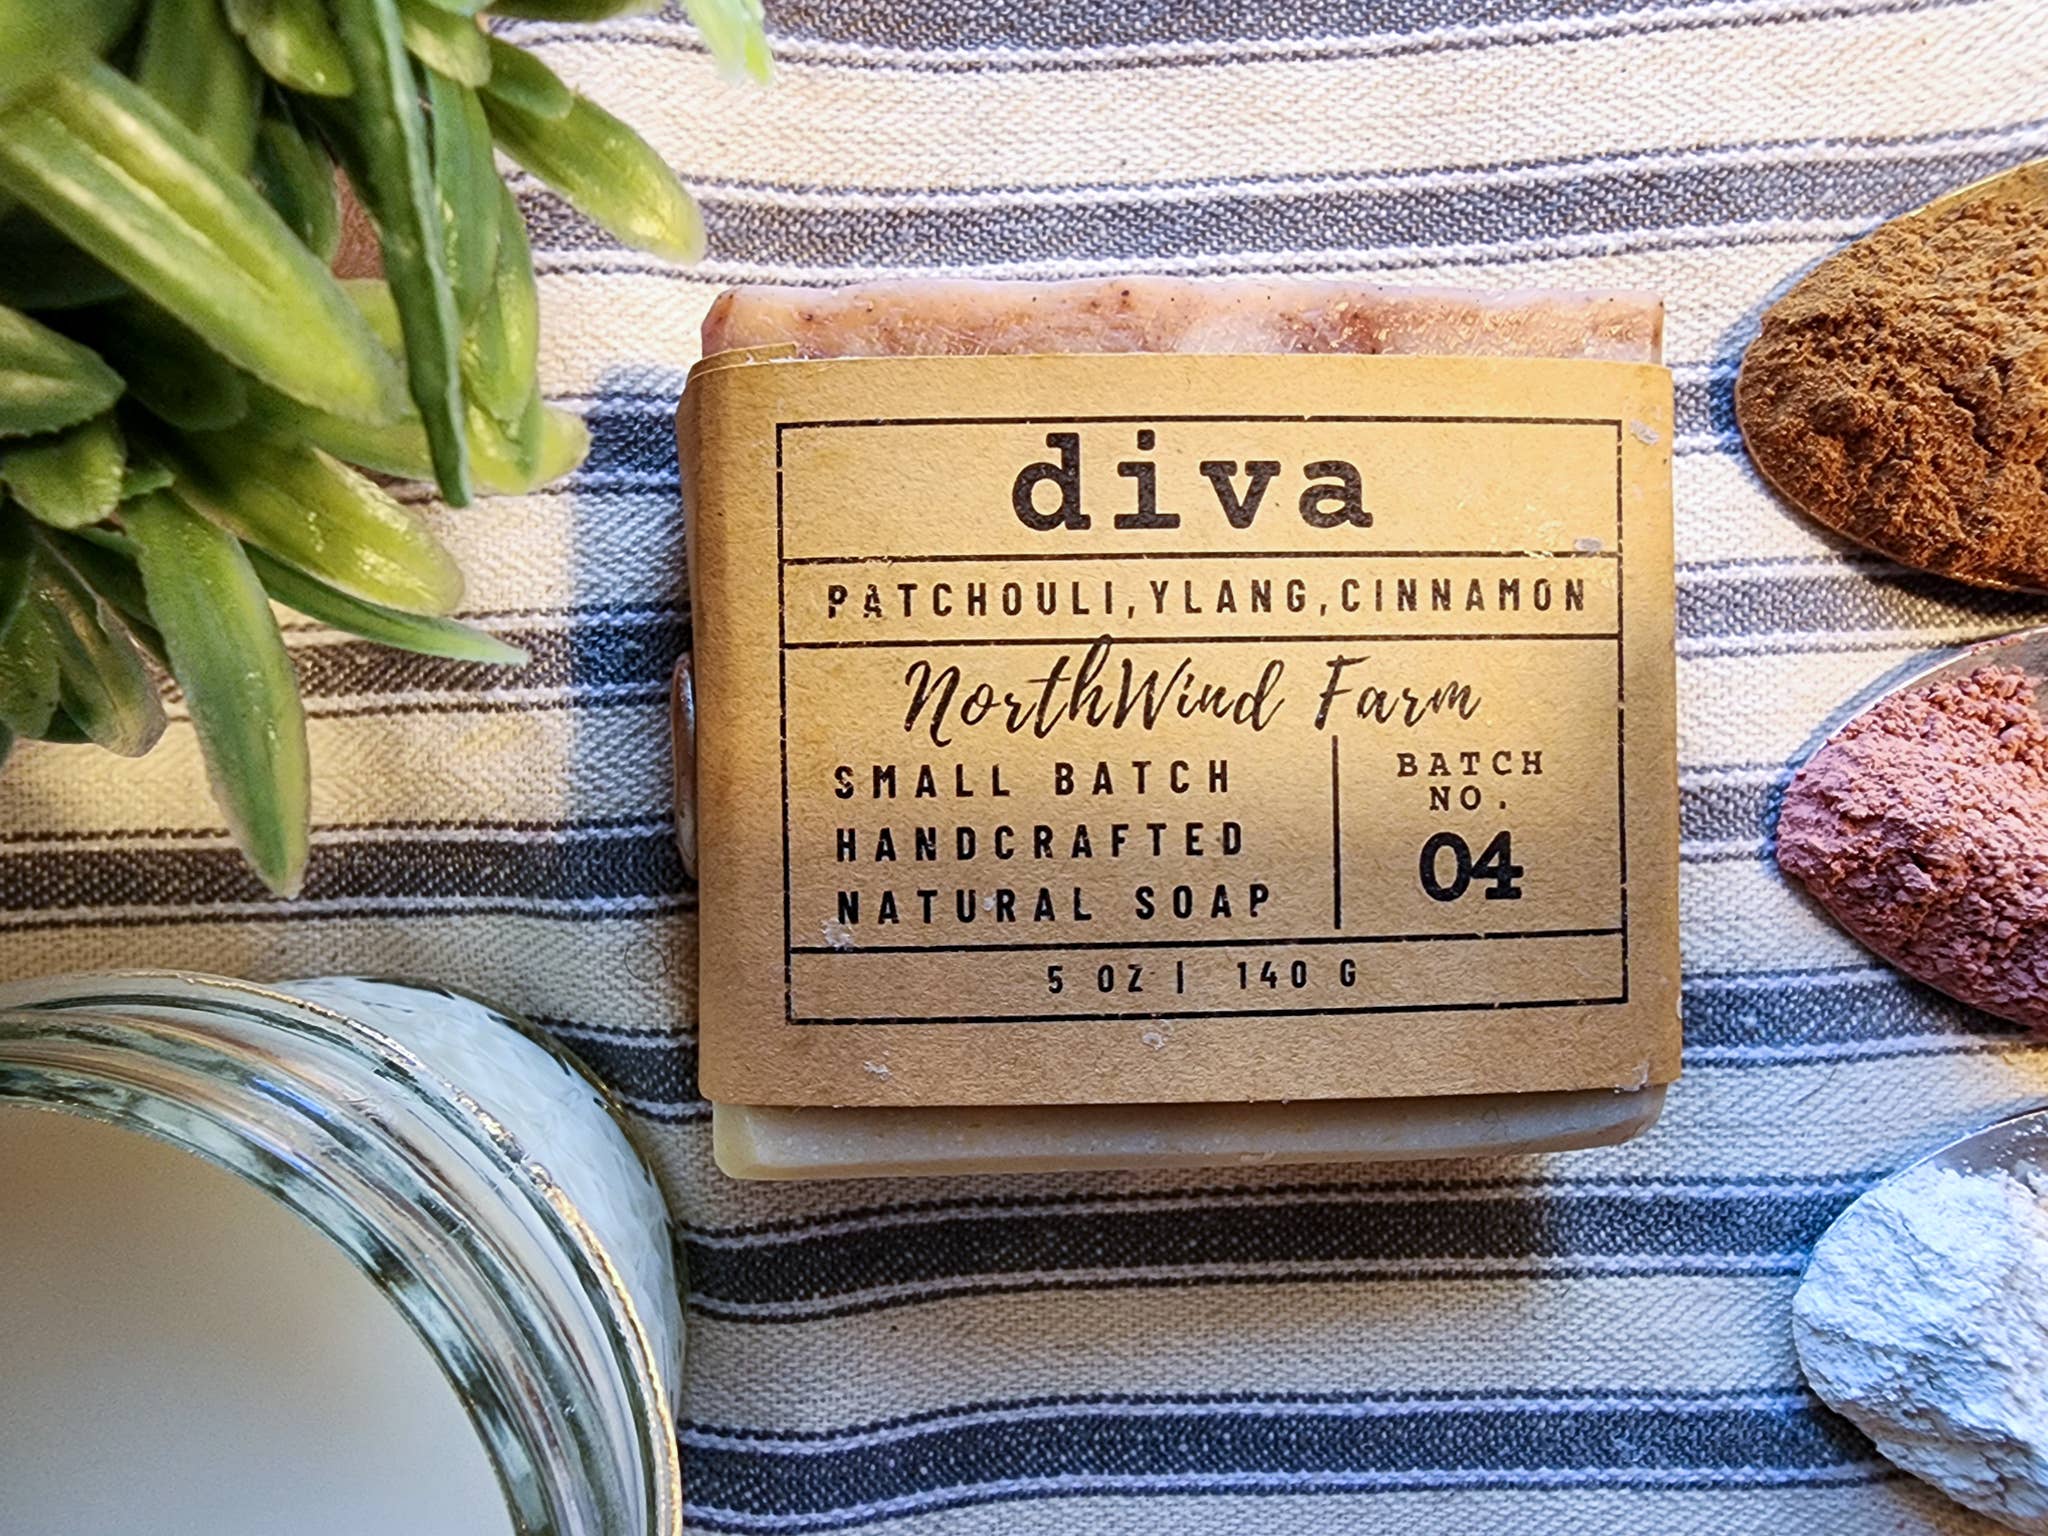 diva
PATCHOULI,YLANG,CINNAMON
NorthWind Farm
SMALL BATCH
HANDCRAFTED
NATURAL SOAP
BATCH
NO.
04
5 OZ | 140 G